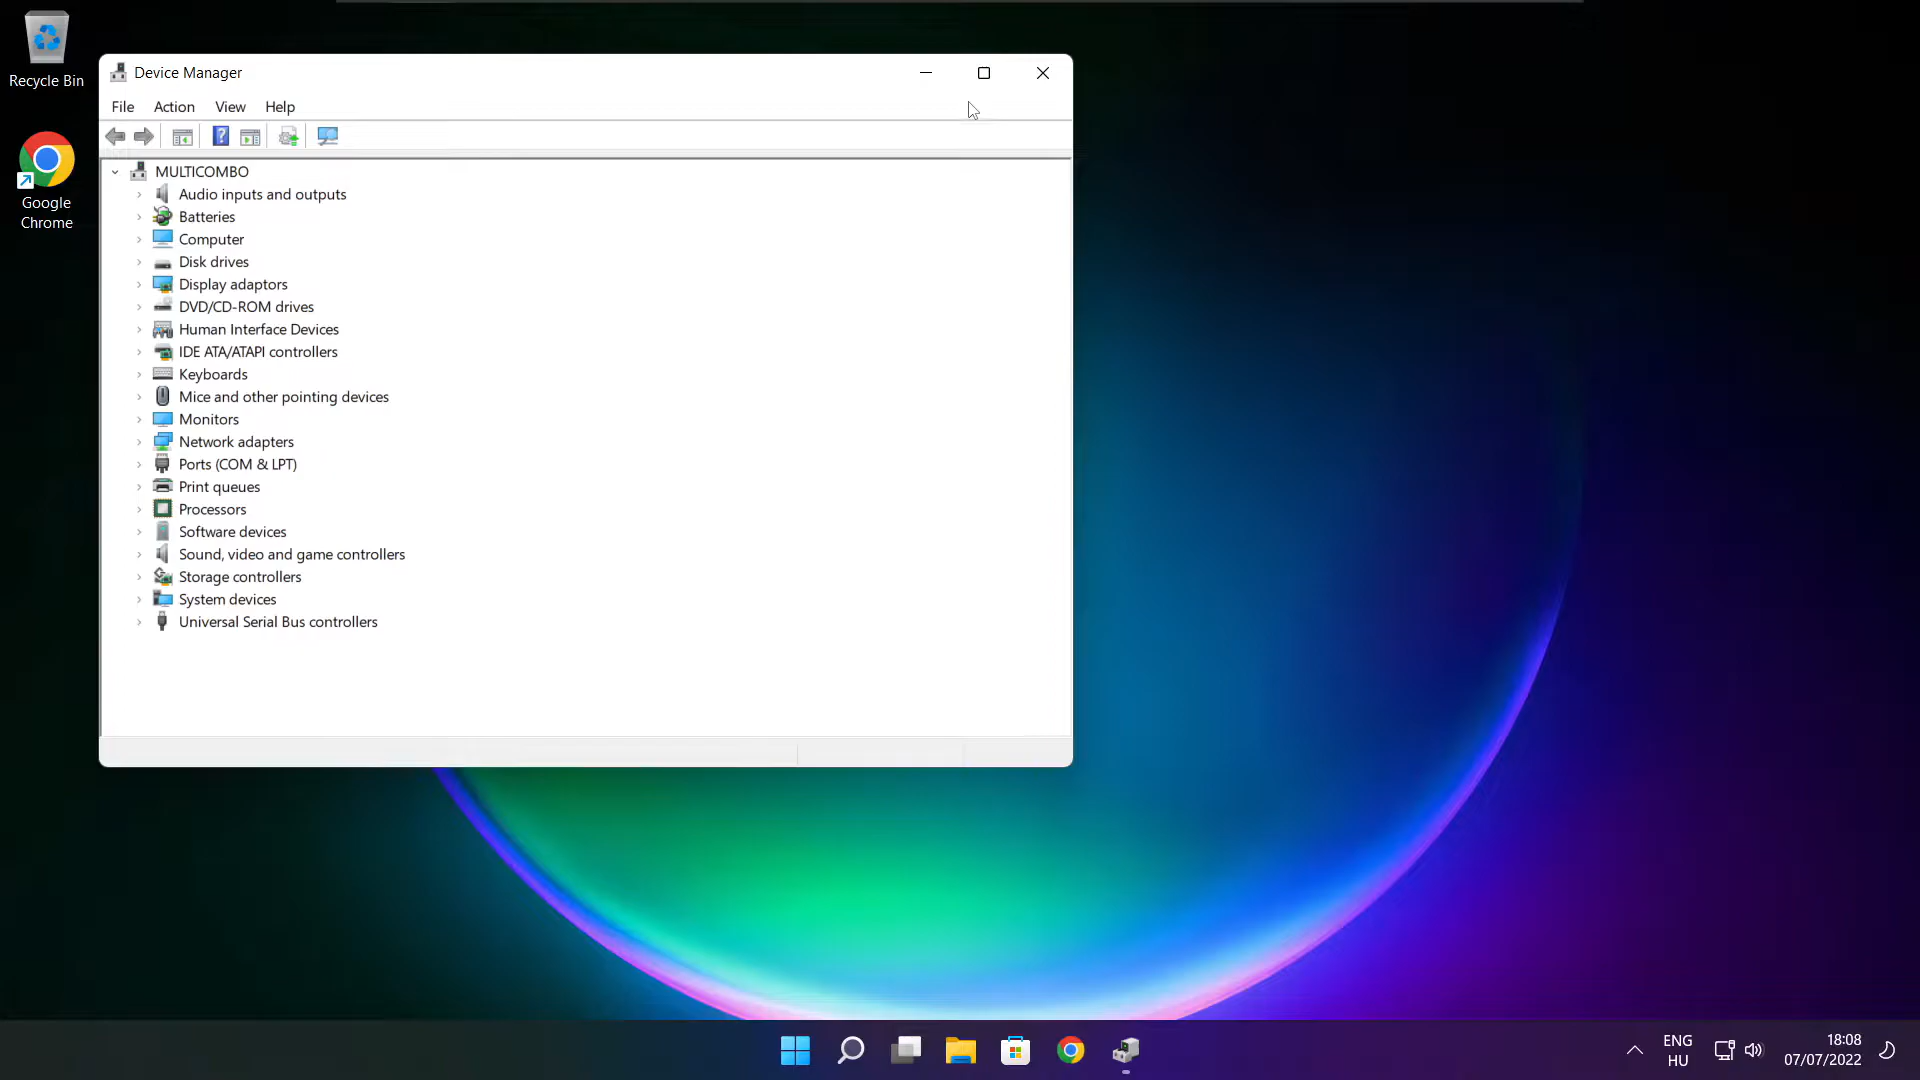 Recycle Bin
Google
Chrome
Device Manager
File Action View Help
MULTICOMBO
Audio inputs and outputs
Batteries
Computer
Disk drives
Display adaptors
DVD/CD-ROM drives
Human Interface Devices
IDE ATA/ATAPI controllers
Keyboards
Mice and other pointing devices
Monitors
Network adapters
Ports (COM & LPT)
Print queues
Processors
Software devices
Sound, video and game controllers
Storage controllers
System devices
Universal Serial Bus controllers
ENG
HU
18:08
07/07/2022